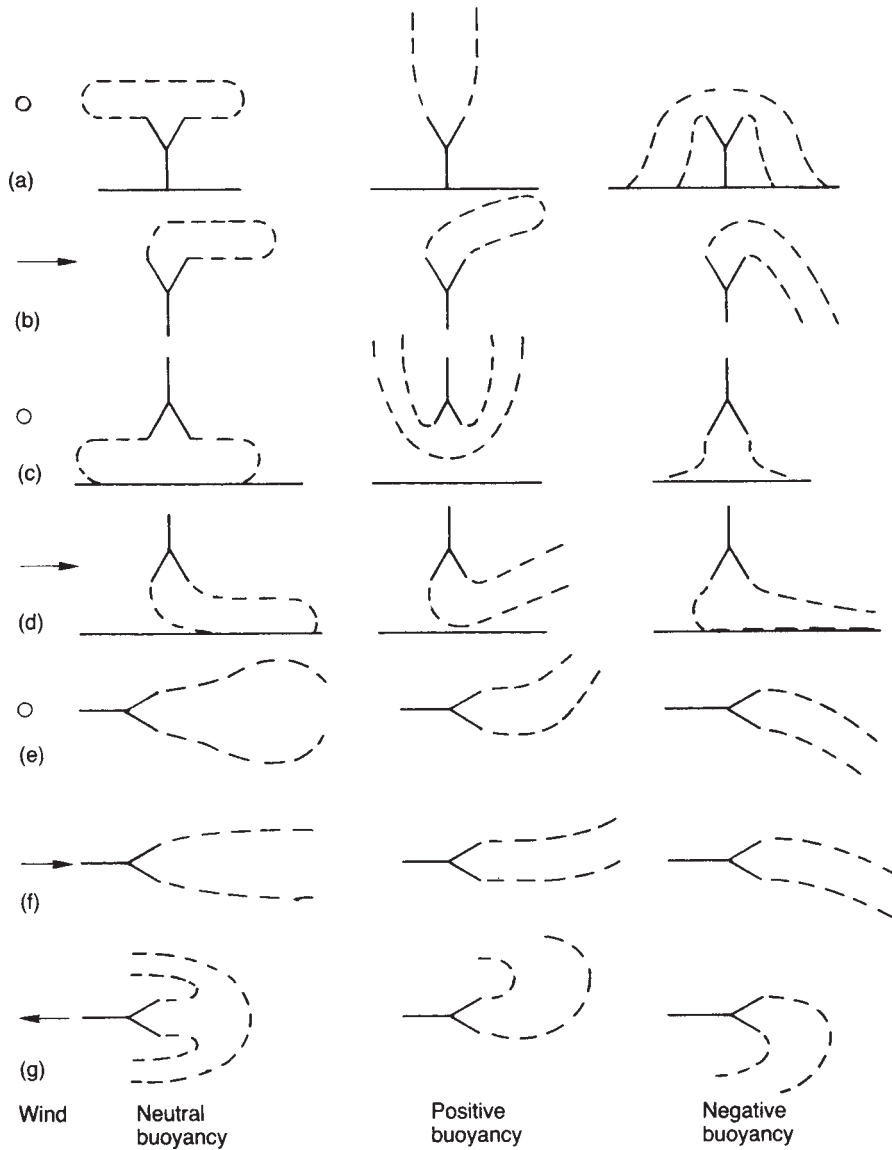 (a)
(b)
(c)
(d)
(e)
(f)
(g)
Wind
Neutral
buoyancy
Positive
buoyancy
Negative
buoyancy